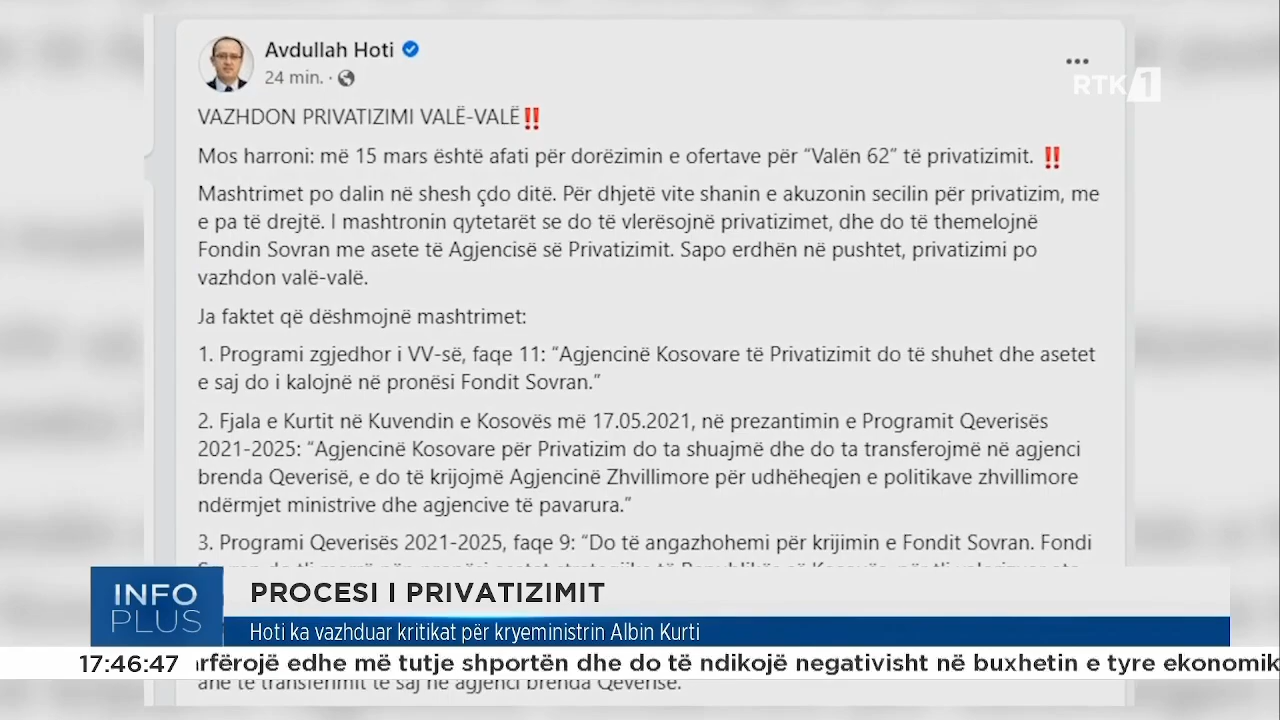 Avdullah Hoti
24 min. ·
RTK 1
VAZHDON PRIVATIZIMI VALË-VALË‼️
Mos harroni: më 15 mars është afati për dorëzimin e ofertave për “Valën 62” të privatizimit. ‼️
Mashtrimet po dalin në shesh çdo ditë. Për dhjetë vite shanin e akuzonin secilin për privatizim, me
e pa të drejtë. I mashtronin qytetarët se do të vlerësojnë privatizimet, dhe do të themelojnë
Fondin Sovran me asete të Agjencisë së Privatizimit. Sapo erdhën në pushtet, privatizimi po
vazhdon valë-valë.
Ja faktet që dëshmojnë mashtrimet:
1. Programi zgjedhor i VV-së, faqe 11: “Agjencinë Kosovare të Privatizimit do të shuhet dhe asetet
e saj do i kalojnë në pronësi Fondit Sovran.”
2. Fjala e Kurtit në Kuvendin e Kosovës më 17.05.2021, në prezantimin e Programit Qeverisës
2021-2025: “Agjencinë Kosovare për Privatizim do ta shuajmë dhe do ta transferojmë në agjenci
brenda Qeverisë, e do të krijojmë Agjencinë Zhvillimore për udhëheqjen e politikave zhvillimore
ndërmjet ministrive dhe agjencive të pavarura.”
3. Programi Qeverisës 2021-2025, faqe 9: “Do të angazhohemi për krijimin e Fondit Sovran. Fondi
INFO
PLUS
PROCESI I PRIVATIZIMIT
Hoti ka vazhduar kritikat për kryeministrin Albin Kurti
17:46:47 edhe më tutje shportën dhe do të ndikojë negativisht në buxhetin e tyre ekonomik
dhe të transferimit të saj në agjenci brenda Qeverisë.